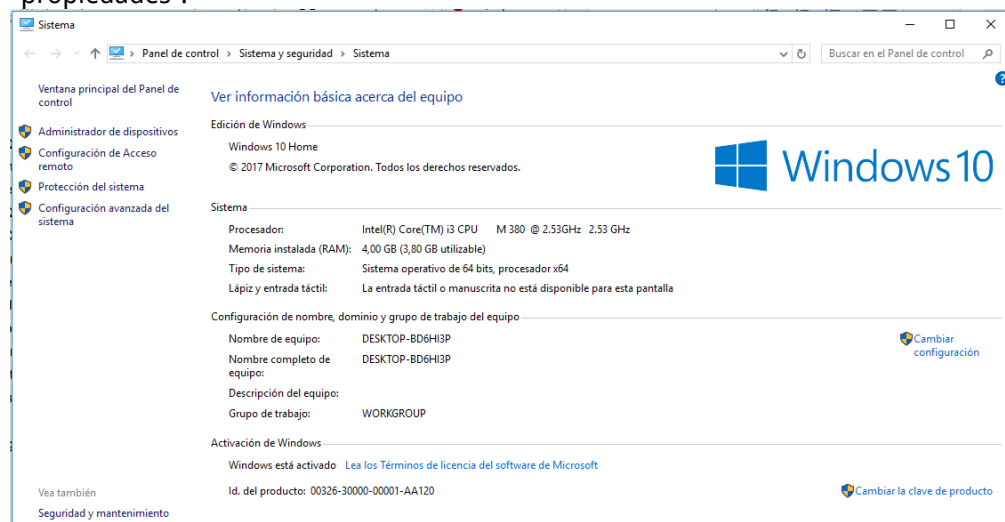 propiedades".
Sistema
Panel de control > Sistema y seguridad > Sistema
Buscar en el Panel de control
Ventana principal del Panel de
control
Ver información básica acerca del equipo
Administrador de dispositivos
Configuración de Acceso
remoto
Protección del sistema
Configuración avanzada del
sistema
Edición de Windows
Windows 10 Home
© 2017 Microsoft Corporation. Todos los derechos reservados.
Windows 10
Sistema
Procesador: Intel(R) Core(TM) i3 CPU M 380 @ 2.53GHz 2.53 GHz
Memoria instalada (RAM): 4,00 GB (3,80 GB utilizable)
Tipo de sistema: Sistema operativo de 64 bits, procesador x64
Lápiz y entrada táctil: La entrada táctil o manuscrita no está disponible para esta pantalla
Configuración de nombre, dominio y grupo de trabajo del equipo
Nombre de equipo: DESKTOP-BD6HI3P
Cambiar
configuración
Nombre completo de
equipo: DESKTOP-BD6HI3P
Descripción del equipo:
Grupo de trabajo: WORKGROUP
Activación de Windows
Windows está activado Lea los Términos de licencia del software de Microsoft
Id. del producto: 00326-30000-00001-AA120
Cambiar la clave de producto
Vea también
Seguridad y mantenimiento